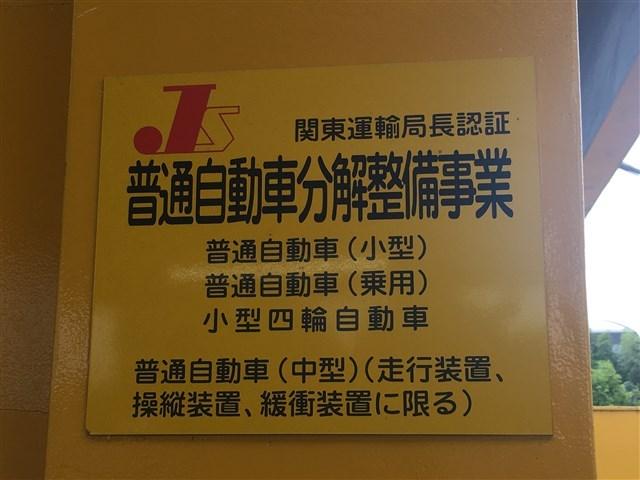 JS
関東運輸局長認証
普通自動車分解整備事業
普通自動車(小型)
普通自動車(乗用)
小型四輪自動車
普通自動車(中型)(走行装置、
操縦装置、緩衝装置に限る)